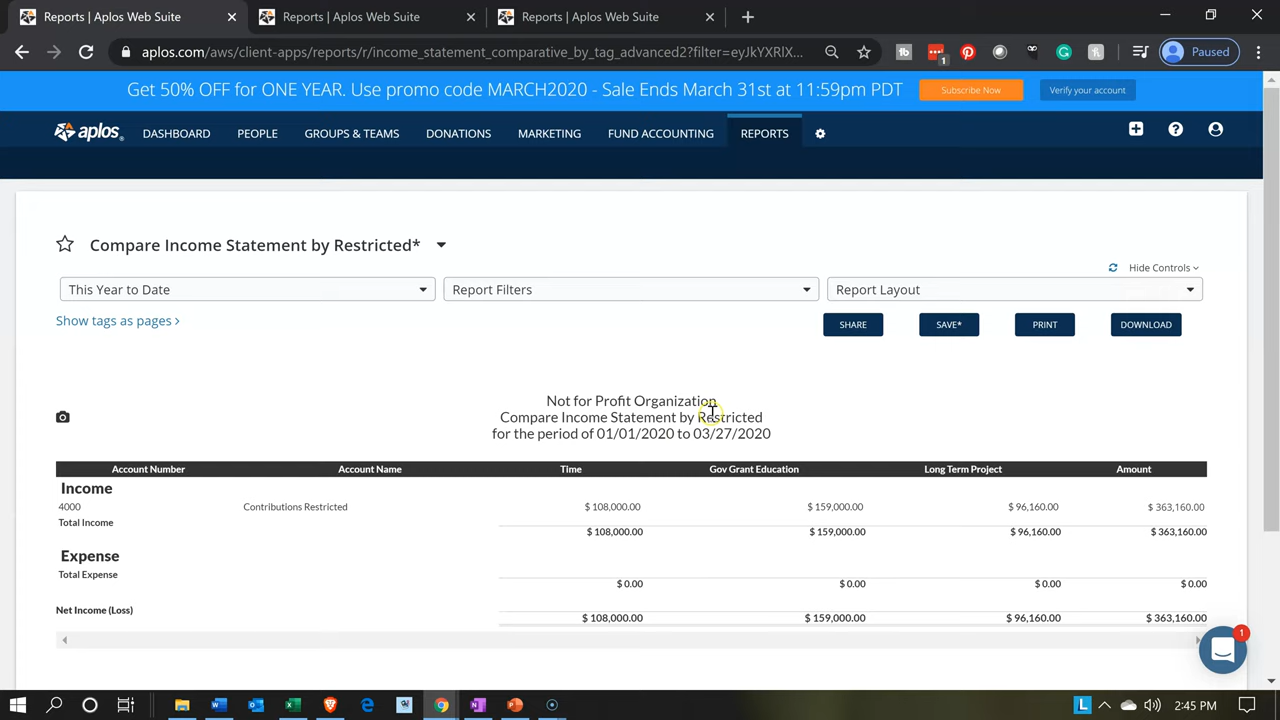 Reports | Aplos Web Suite
Reports | Aplos Web Suite
Reports | Aplos Web Suite
aplos.com/aws/client-apps/reports/r/income_statement_comparative_by_tag_advanced2?filter=eyJkYXRlX...
1
Paused
Get 50% OFF for ONE YEAR. Use promo code MARCH2020 - Sale Ends March 31st at 11:59pm PDT
Subscribe Now
Verify your account
aplos
DASHBOARD PEOPLE GROUPS & TEAMS DONATIONS MARKETING FUND ACCOUNTING REPORTS
Compare Income Statement by Restricted*
Hide Controls
This Year to Date Report Filters Report Layout
Show tags as pages >
SHARE SAVE* PRINT DOWNLOAD
Not for Profit Organization
Compare Income Statement by Restricted
for the period of 01/01/2020 to 03/27/2020
Account Number Account Name Time Gov Grant Education Long Term Project Amount
Income
4000 Contributions Restricted $ 108,000.00 $ 159,000.00 $ 96,160.00 $ 363,160.00
Total Income
$108,000.00 $159,000.00 $96,160.00 $363,160.00
Expense
Total Expense
$ 0.00 $ 0.00 $ 0.00 $ 0.00
Net Income (Loss)
$ 108,000.00 $ 159,000.00 $ 96,160.00 $ 363,160.00
1
L
2:45 PM